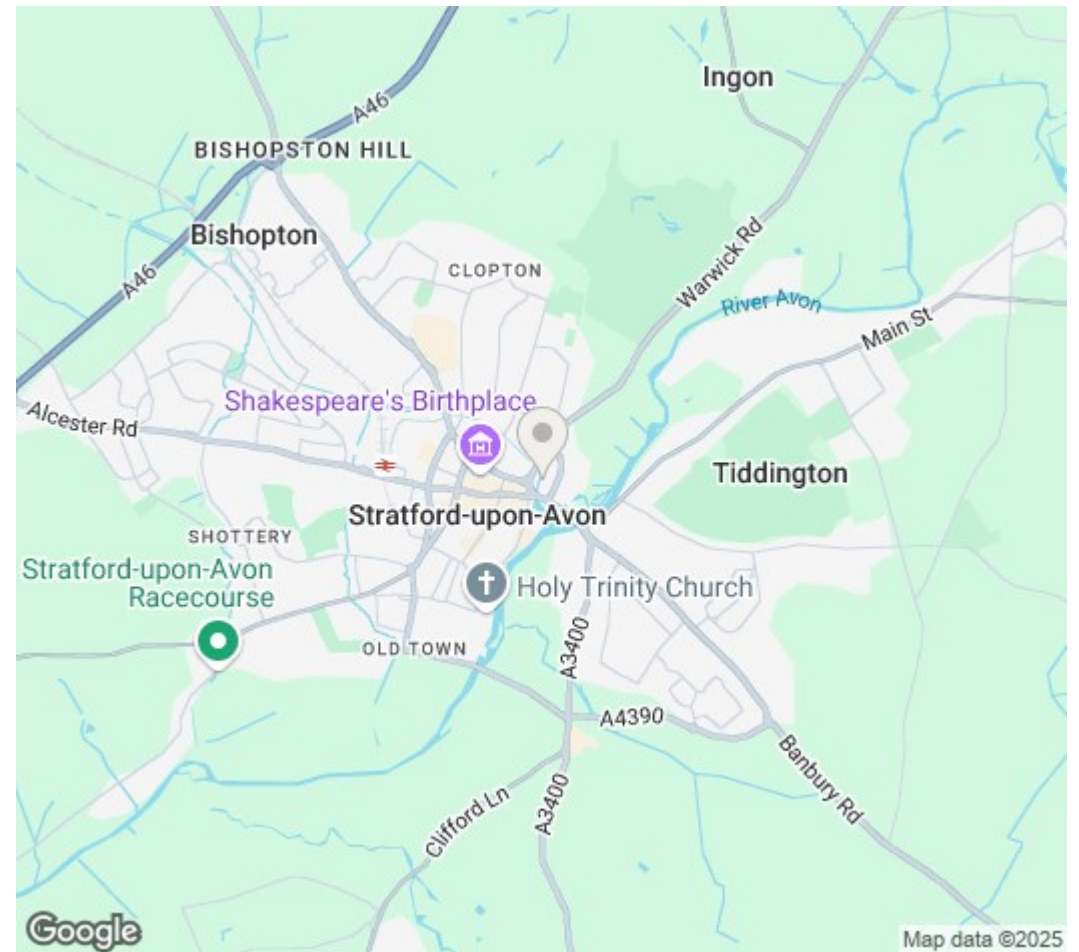 Ingon
A46
BISHOPSTON HILL
Bishopton
CLOPTON
A46
Warwick Rd
River Avon
Main St
Shakespeare's Birthplace
Alcester Rd
Tiddington
Stratford-upon-Avon
SHOTTERY
Stratford-upon-Avon
Racecourse
Holy Trinity Church
OLD TOWN
A3400
A4390
Banbury Rd
Clifford Ln
A3400
Google
Map data ©2025